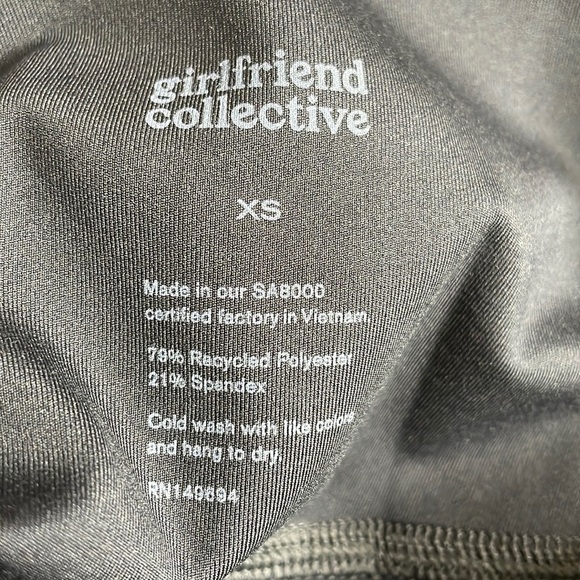 girlfriend
collective
XS
Made in our SA8000
certified factory in Vietnam.
79% Recycled Polyester
21% Spandex
Cold wash with like colors
and hang to dry.
RN149694